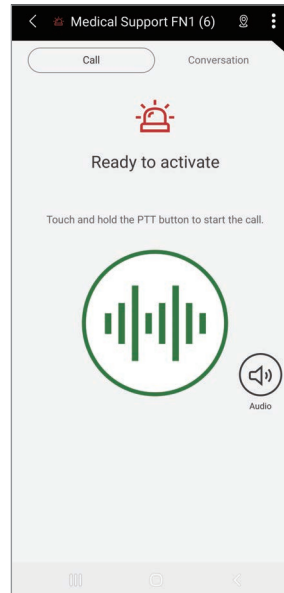 Medical Support FN1 (6)
Call
Conversation
Ready to activate
Touch and hold the PTT button to start the call.
Audio